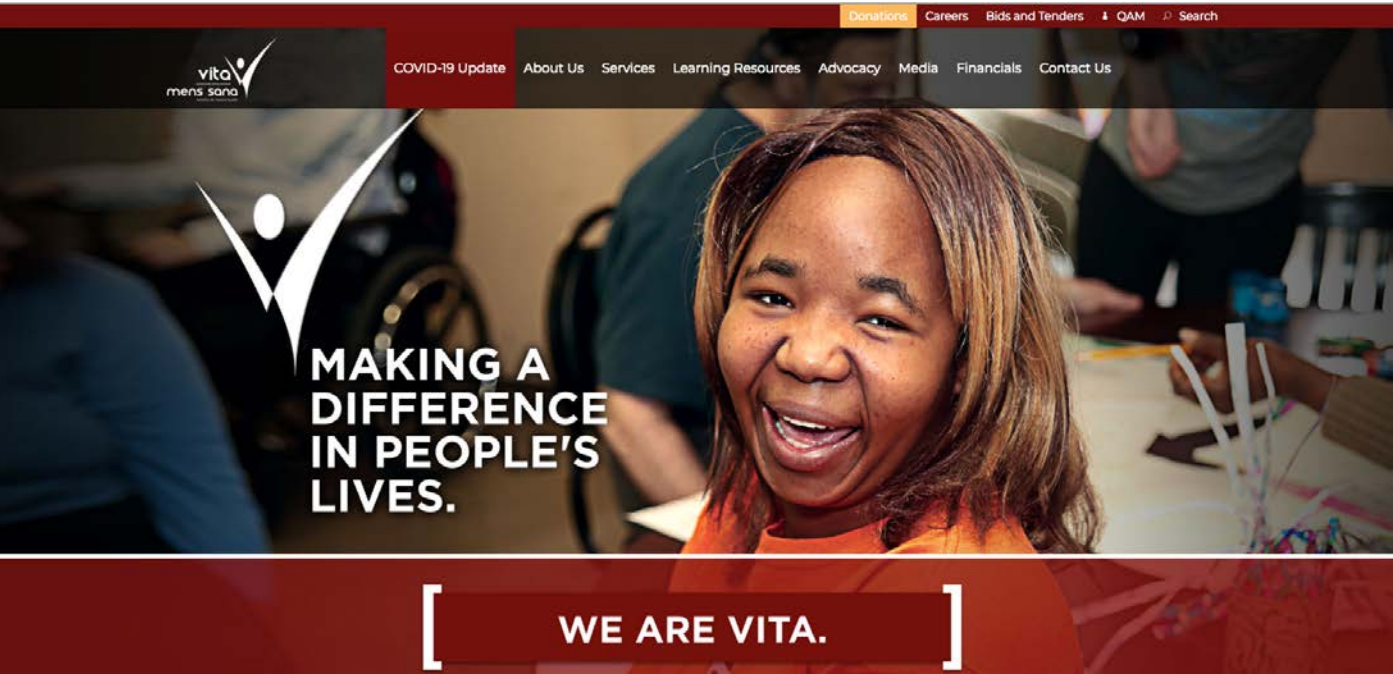 Donations Careers Bids and Tenders QAM Search
vita
mens sana
COVID-19 Update About Us Services Learning Resources Advocacy Media Financials Contact Us
MAKING A
DIFFERENCE
IN PEOPLE'S
LIVES.
WE ARE VITA.